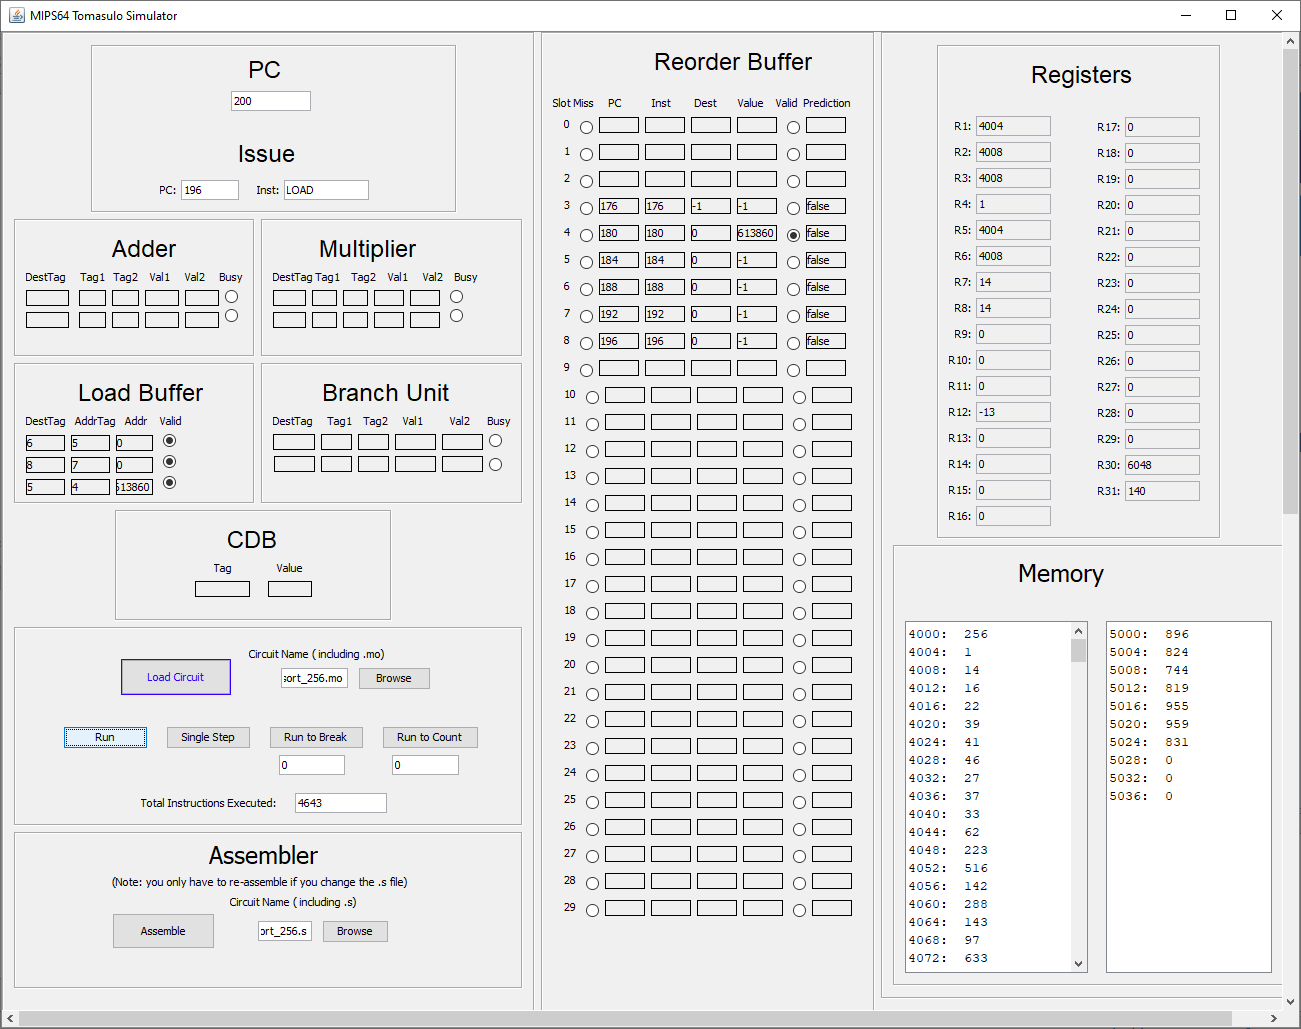 MIPS64 Tomasulo Simulator
PC
200
Issue
PC: 196 Inst: LOAD
Adder
DestTag Tag1 Tag2 Val1 Val2 Busy
Multiplier
DestTag Tag1 Tag2 Val1 Val2 Busy
Load Buffer
DestTag AddrTag Addr Valid
6 5 0
8 7 0
5 4 613860
Branch Unit
DestTag Tag1 Tag2 Val1 Val2 Busy
CDB
Tag Value
Circuit Name ( including .mo)
Load Circuit sort_256.mo Browse
Run Single Step Run to Break Run to Count
0 0
Total Instructions Executed: 4643
Assembler
(Note: you only have to re-assemble if you change the .s file)
Circuit Name ( including .s)
Assemble ort_256.s Browse
Reorder Buffer
Slot Miss PC Inst Dest Value Valid Prediction
0
1
2
3 176 176 -1 -1 false
4 180 180 0 613860 false
5 184 184 0 -1 false
6 188 188 0 -1 false
7 192 192 0 -1 false
8 196 196 0 -1 false
9
10
11
12
13
14
15
16
17
18
19
20
21
22
23
24
25
26
27
28
29
Registers
R1: 4004 R17: 0
R2: 4008 R18: 0
R3: 4008 R19: 0
R4: 1 R20: 0
R5: 4004 R21: 0
R6: 4008 R22: 0
R7: 14 R23: 0
R8: 14 R24: 0
R9: 0 R25: 0
R10: 0 R26: 0
R11: 0 R27: 0
R12: -13 R28: 0
R13: 0 R29: 0
R14: 0 R30: 6048
R15: 0 R31: 140
R16: 0
Memory
4000: 256
4004: 1
4008: 14
4012: 16
4016: 22
4020: 39
4024: 41
4028: 46
4032: 27
4036: 37
4040: 33
4044: 62
4048: 223
4052: 516
4056: 142
4060: 288
4064: 143
4068: 97
4072: 633
5000: 896
5004: 824
5008: 744
5012: 819
5016: 955
5020: 959
5024: 831
5028: 0
5032: 0
5036: 0